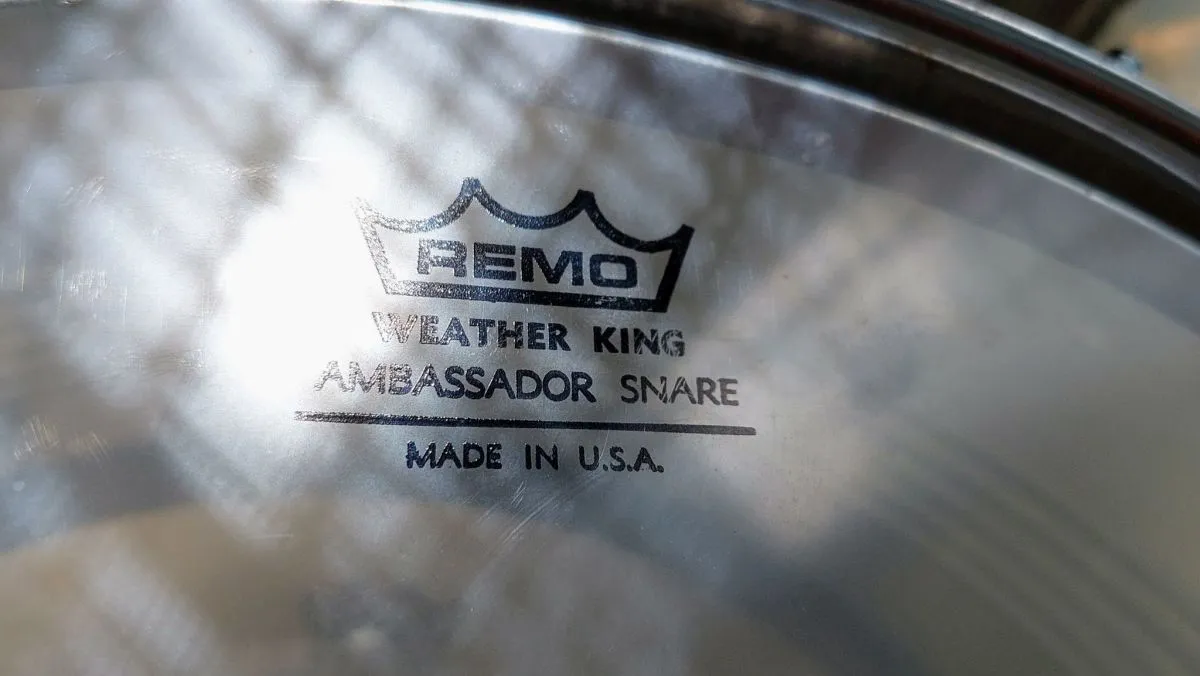 REMO
WEATHER KING
AMBASSADOR SNARE
MADE IN U.S.A.